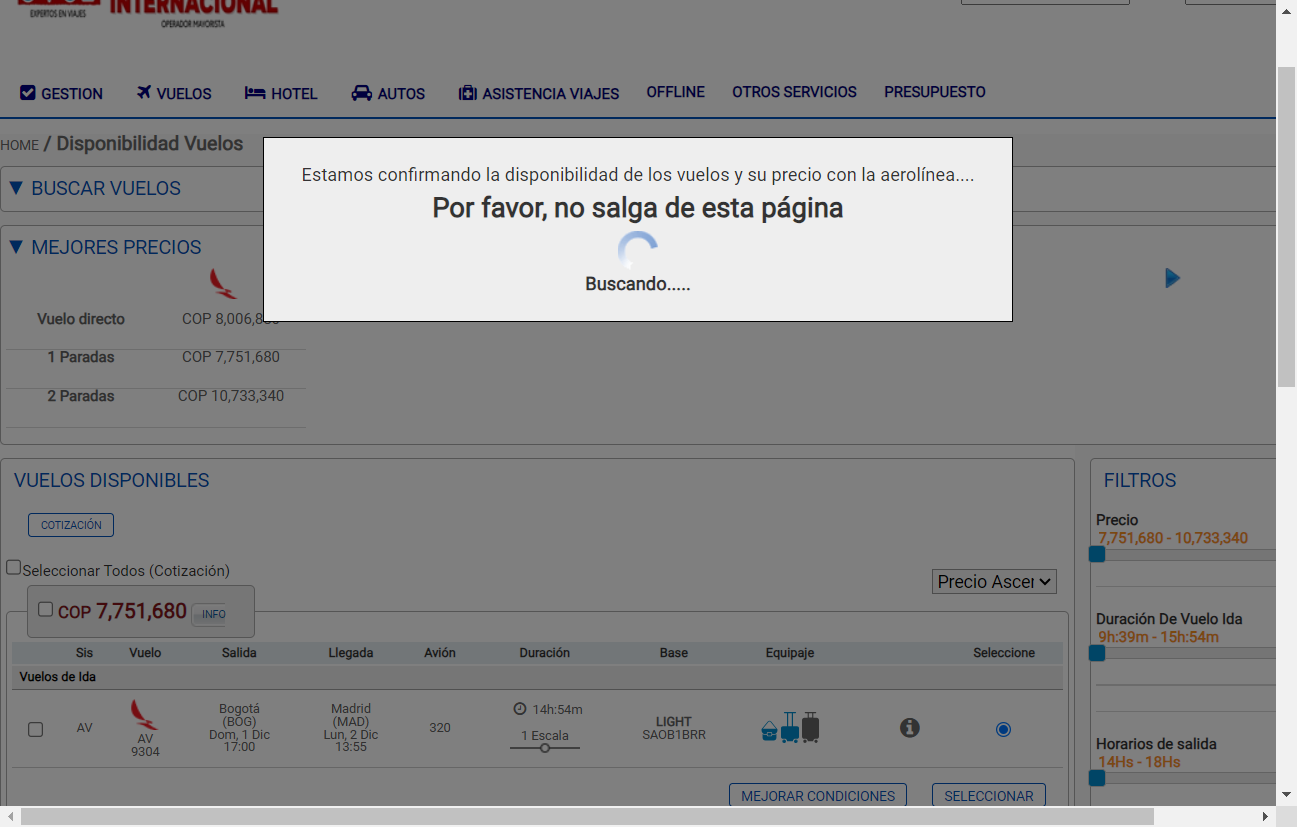 INTERNACIONAL
EXPERTOS EN VIAJES
OPERADOR MAYORISTA
GESTION VUELOS HOTEL AUTOS ASISTENCIA VIAJES OFFLINE OTROS SERVICIOS PRESUPUESTO
HOME / Disponibilidad Vuelos
Estamos confirmando la disponibilidad de los vuelos y su precio con la aerolínea....
Por favor, no salga de esta página
Buscando.....
▼ BUSCAR VUELOS
▼ MEJORES PRECIOS
Vuelo directo COP 8,006,8
1 Paradas COP 7,751,680
2 Paradas COP 10,733,340
VUELOS DISPONIBLES
COTIZACIÓN
Seleccionar Todos (Cotización)
Precio Ascer
COP 7,751,680 INFO
Sis Vuelo Salida Llegada Avión Duración Base Equipaje Seleccione
Vuelos de Ida
AV
AV
9304
Bogotá
(BOG)
Dom, 1 Dic
17:00
Madrid
(MAD)
Lun, 2 Dic
13:55
320
14h:54m
1 Escala
LIGHT
SAOB1BRR
MEJORAR CONDICIONES SELECCIONAR
FILTROS
Precio
7,751,680 - 10,733,340
Duración De Vuelo Ida
9h:39m - 15h:54m
Horarios de salida
14Hs - 18Hs